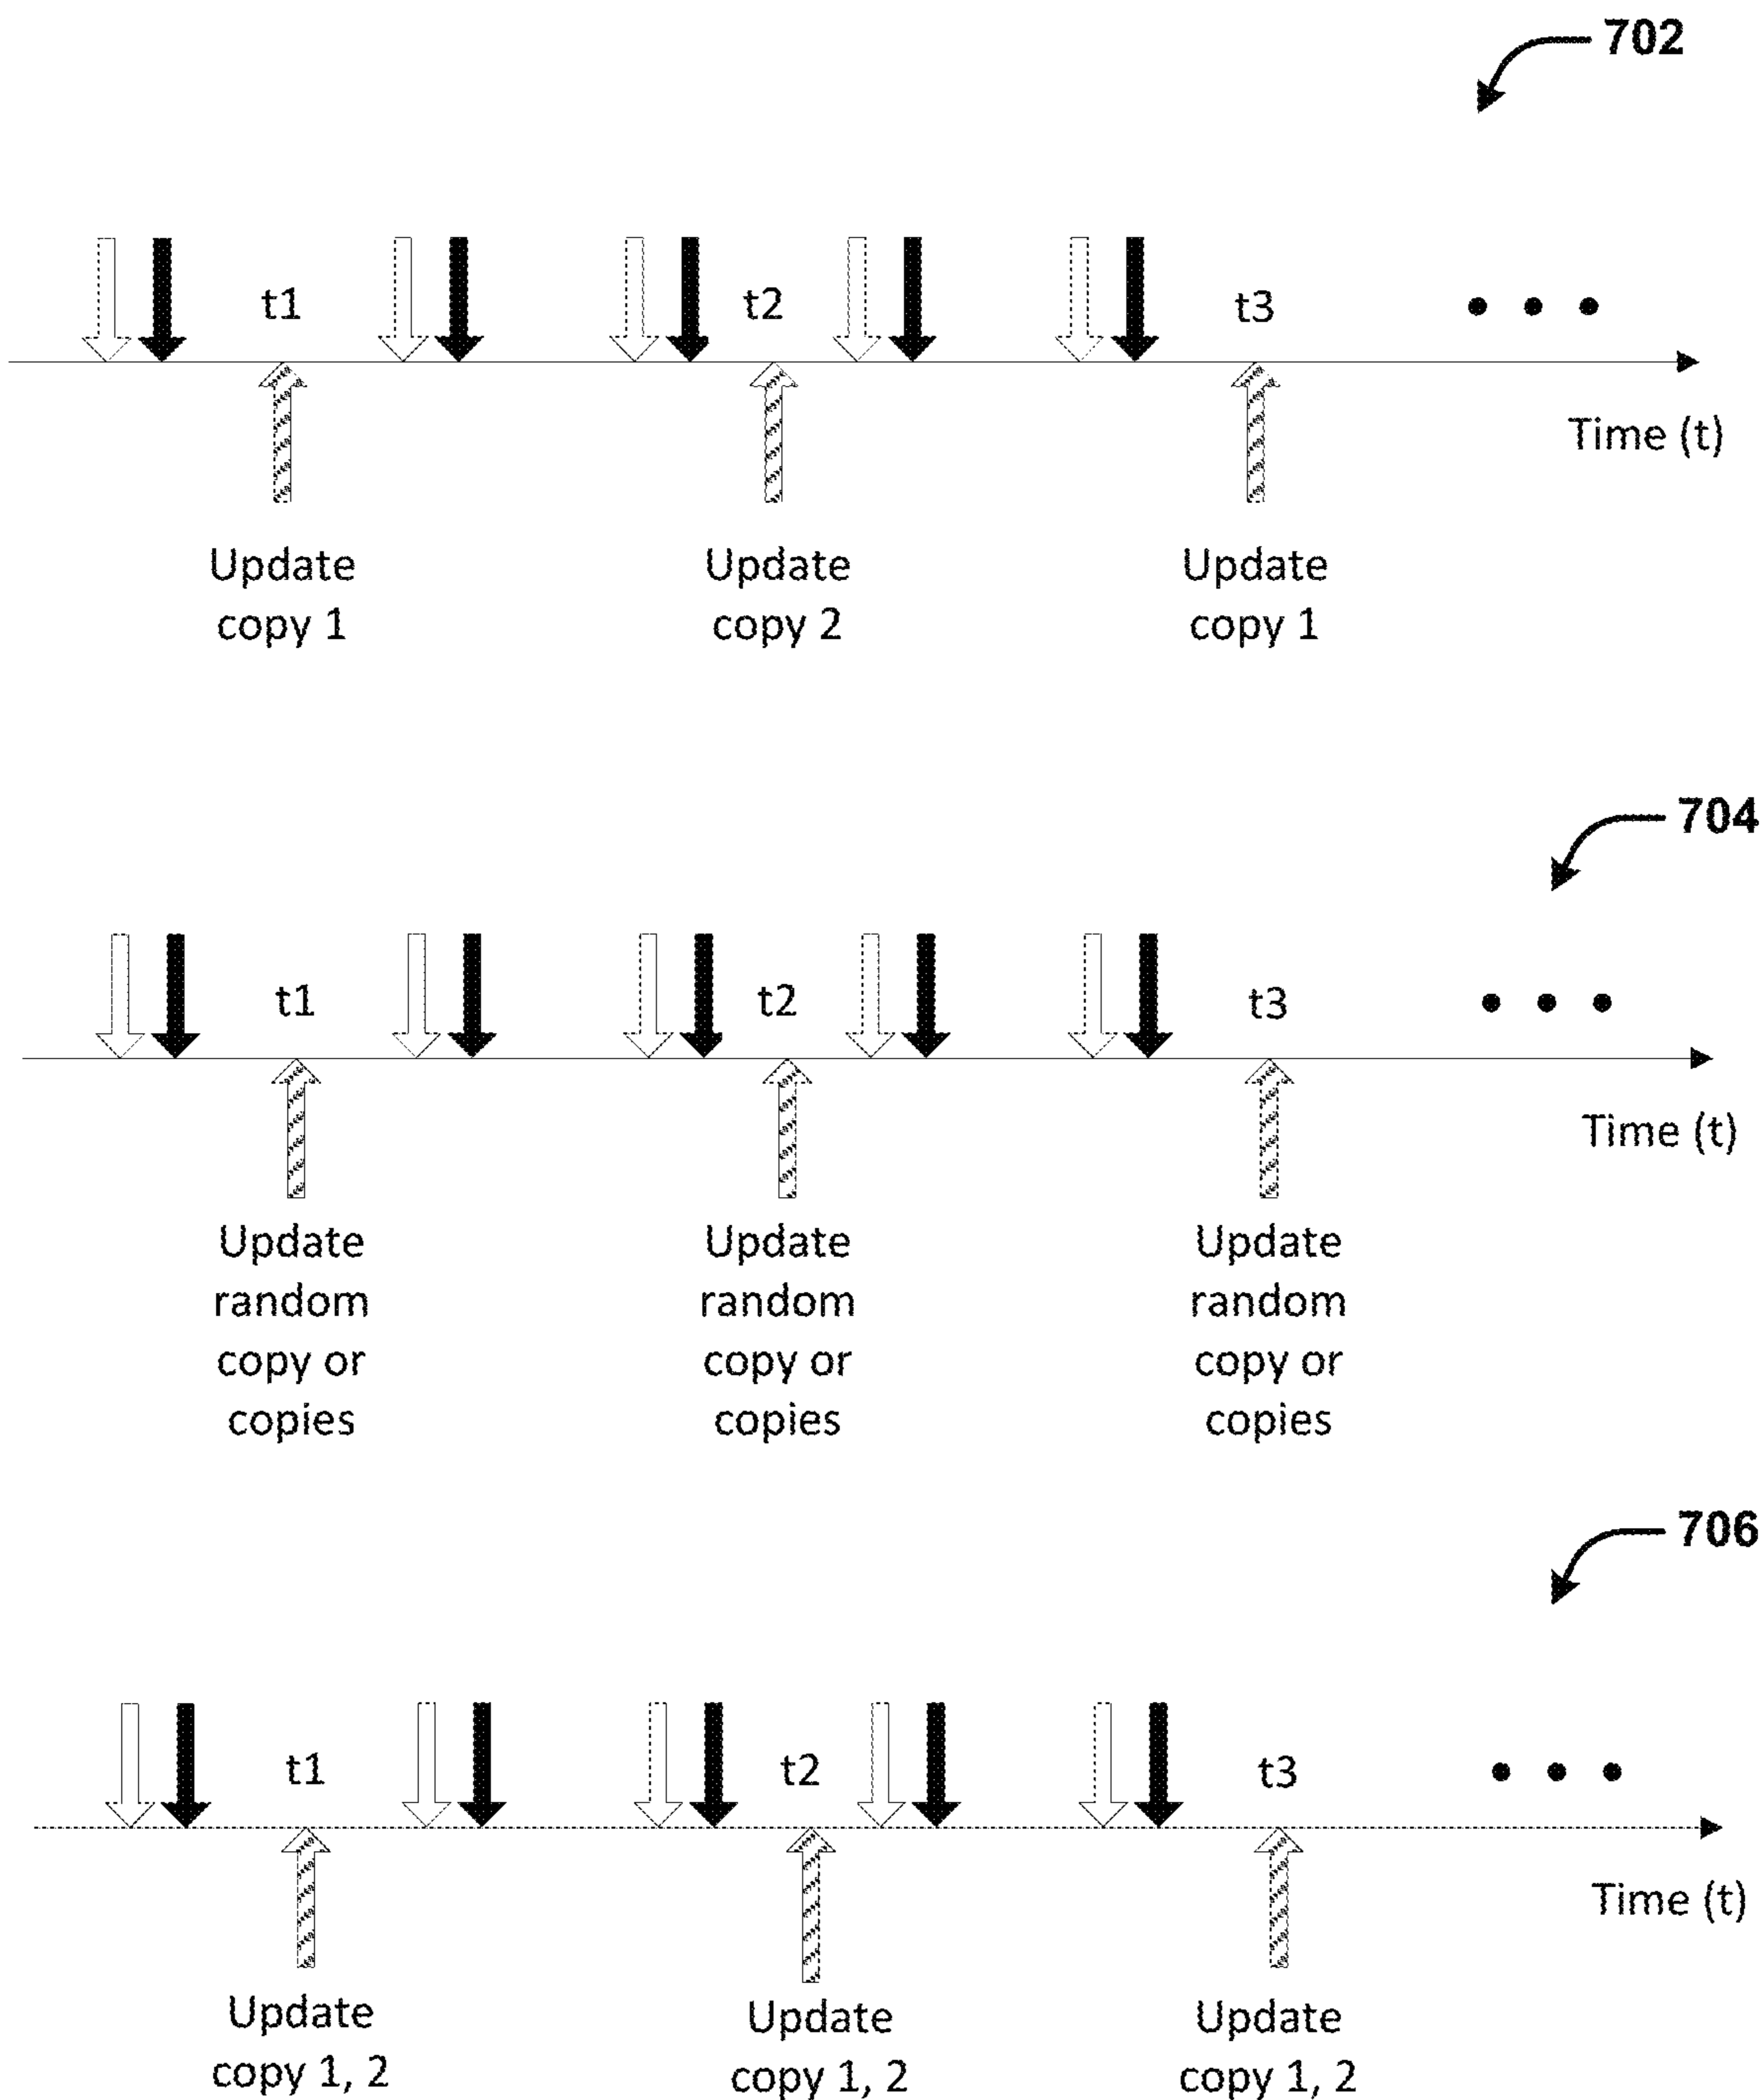 702
t1 t2 t3
Time (t)
Update Update Update
copy 1 copy 2 copy 1
704
t1 t2 t3
Time (t)
Update Update Update
random random random
copy or copy or copy or
copies copies copies
706
t1 t2 t3
Time (t)
Update Update Update
copy 1, 2 copy 1, 2 copy 1, 2